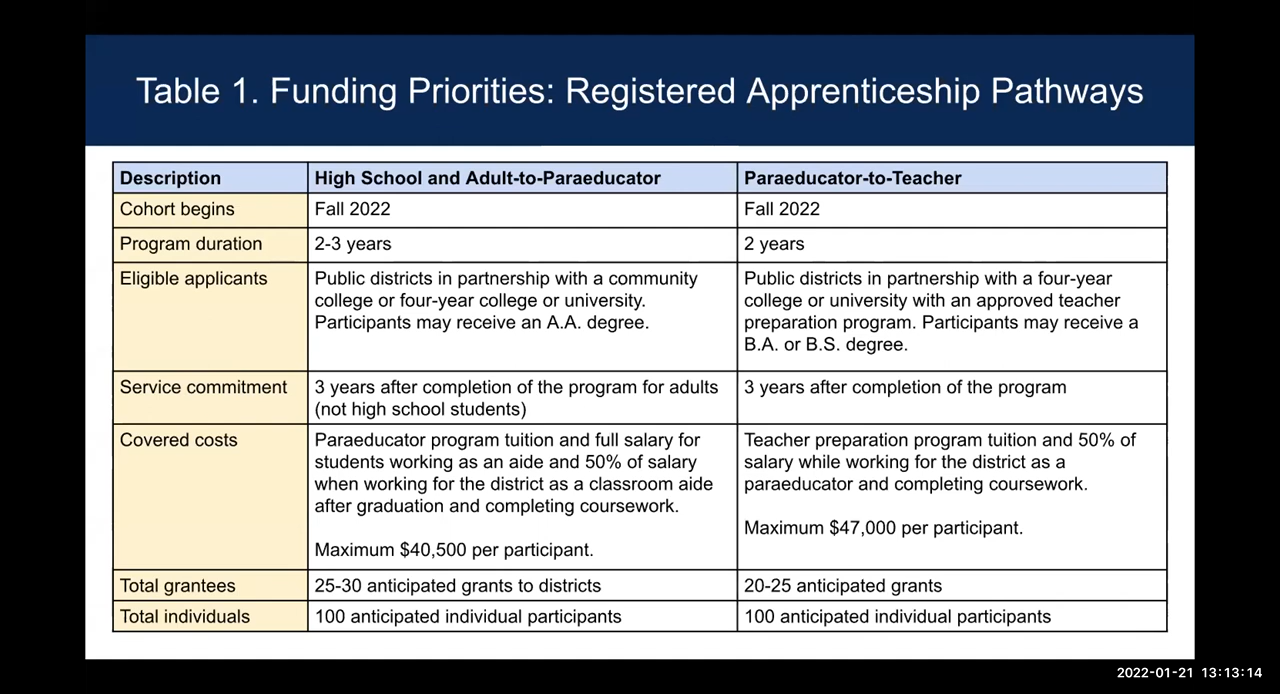 Table 1. Funding Priorities: Registered Apprenticeship Pathways
Description High School and Adult-to-Paraeducator Paraeducator-to-Teacher
Cohort begins Fall 2022 Fall 2022
Program duration 2-3 years 2 years
Eligible applicants
Public districts in partnership with a community
college or four-year college or university.
Participants may receive an A.A. degree.
Public districts in partnership with a four-year
college or university with an approved teacher
preparation program. Participants may receive a
B.A. or B.S. degree.
Service commitment
3 years after completion of the program for adults
(not high school students)
3 years after completion of the program
Covered costs
Paraeducator program tuition and full salary for
students working as an aide and 50% of salary
when working for the district as a classroom aide
after graduation and completing coursework.
Maximum $40,500 per participant.
Teacher preparation program tuition and 50% of
salary while working for the district as a
paraeducator and completing coursework.
Maximum $47,000 per participant.
Total grantees 25-30 anticipated grants to districts 20-25 anticipated grants
Total individuals 100 anticipated individual participants 100 anticipated individual participants
2022-01-21 13:13:14